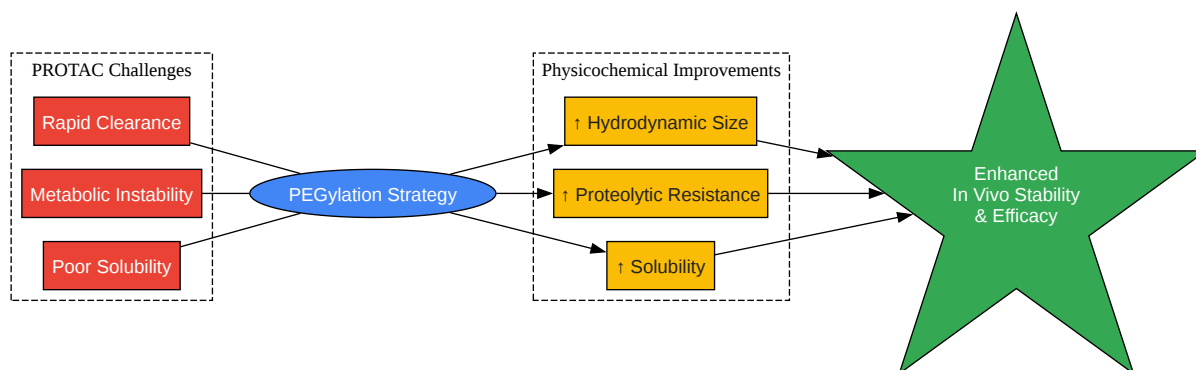 PROTAC Challenges
Rapid Clearance
Metabolic Instability
Poor Solubility
PEGylation Strategy
Physicochemical Improvements
↑ Hydrodynamic Size
↑ Proteolytic Resistance
↑ Solubility
Enhanced
In Vivo Stability
& Efficacy